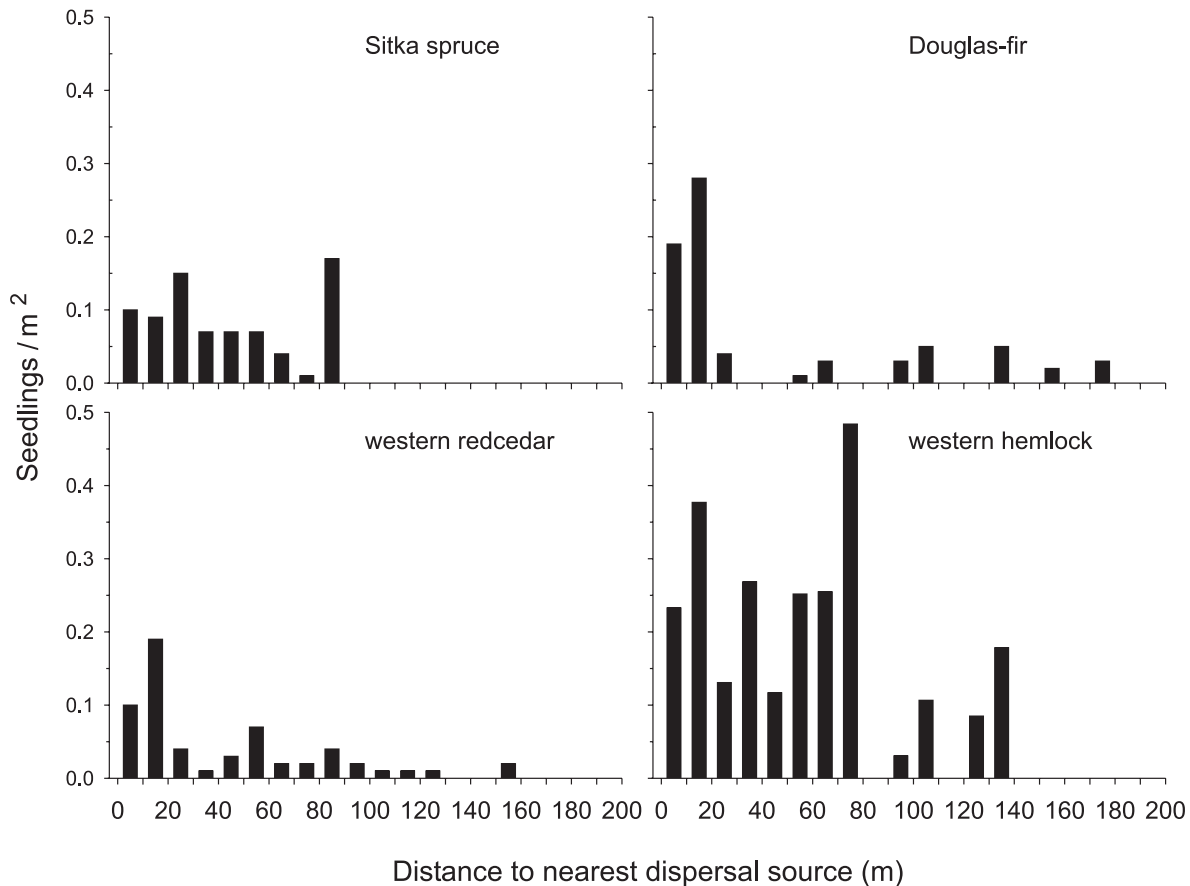 Sitka spruce
Douglas-fir
0.5
0.4
0.3
0.2
0.1
0.0
western redcedar
western hemlock
0.5
0.4
0.3
0.2
0.1
0.0
0 20 40 60 80 100 120 140 160 180 200
0 20 40 60 80 100 120 140 160 180 200
Seedlings / m ²
Distance to nearest dispersal source (m)